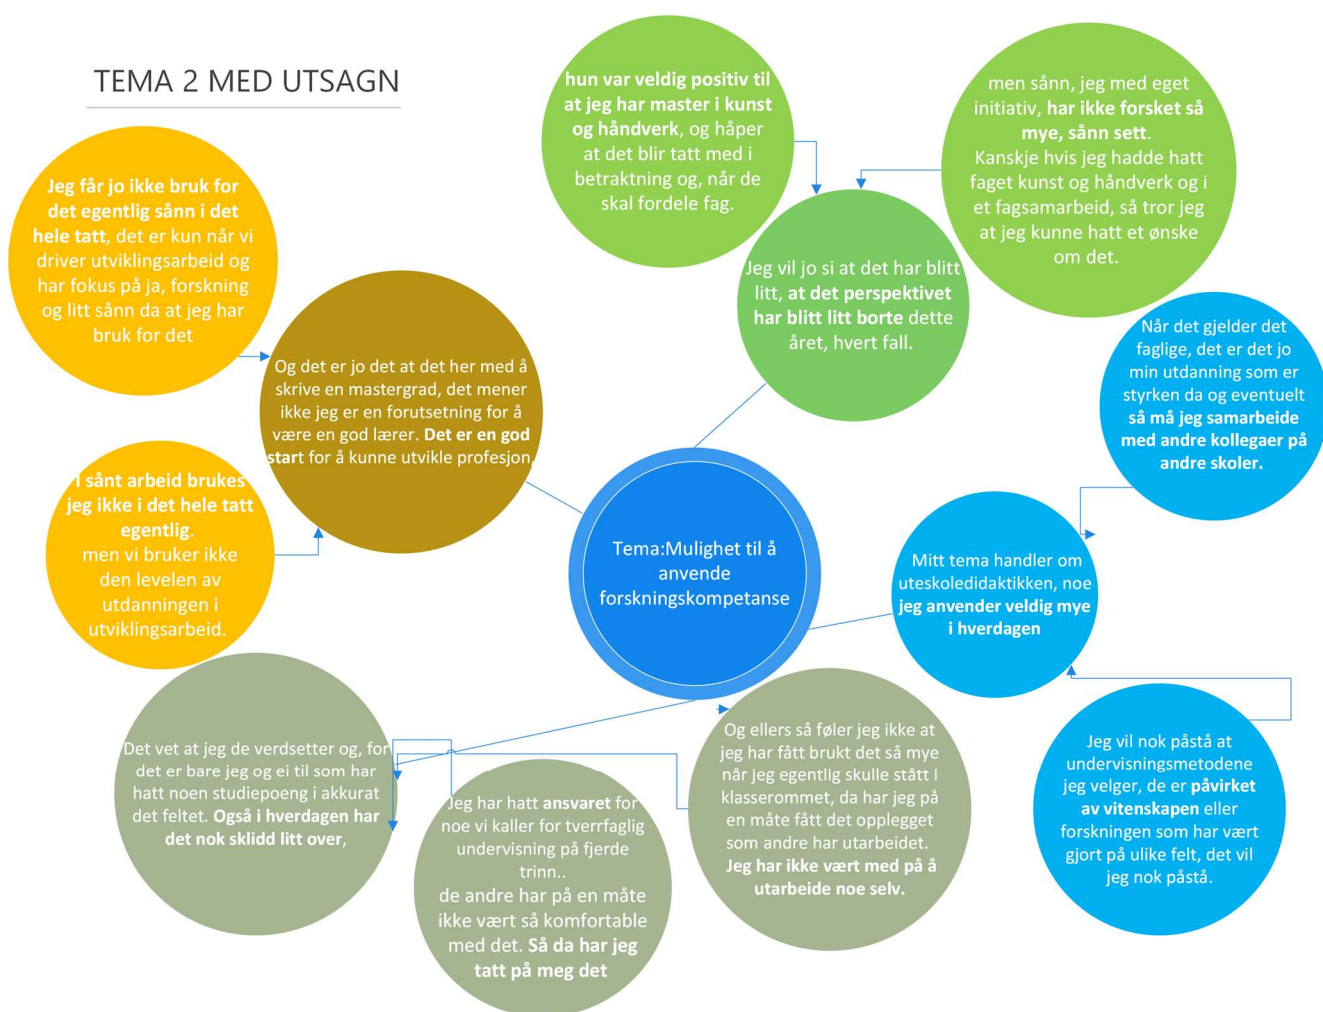 TEMA 2 MED UTSAGN
hun var veldig positiv til
at jeg har master i kunst
og håndverk, og håper
at det blir tatt med i
betraktning og, når de
skal fordele fag.
men sånn, jeg med eget
initiativ, har ikke forsket så
mye, sånn sett.
Kanskje hvis jeg hadde hatt
faget kunst og håndverk og i
et fagsamarbeid, så tror jeg
at jeg kunne hatt et ønske
om det.
Jeg får jo ikke bruk for
det egentlig sånn i det
hele tatt, det er kun når vi
driver utviklingsarbeid og
har fokus på ja, forskning
og litt sånn da at jeg har
bruk for det
Jeg vil jo si at det har blitt
litt, at det perspektivet
har blitt litt borte dette
året, hvert fall.
Når det gjelder det
faglige, det er det jo
min utdanning som er
styrken da og eventuelt
så må jeg samarbeide
med andre kollegaer på
andre skoler.
Og det er jo det at det her med å
skrive en mastergrad, det mener
ikke jeg er en forutsetning for å
være en god lærer. Det er en god
start for å kunne utvikle profesjon,
I sånt arbeid brukes
jeg ikke i det hele tatt
egentlig.
men vi bruker ikke
den levelen av
utdanningen i
utviklingsarbeid.
Tema:Mulighet til å
anvende
forskningskompetanse
Mitt tema handler om
uteskoledidaktikken, noe
jeg anvender veldig mye
i hverdagen
Det vet at jeg de verdsetter og, for
det er bare jeg og ei til som har
hatt noen studiepoeng i akkurat
det feltet. Også i hverdagen har
det nok sklidd litt over,
Jeg har hatt ansvaret for
noe vi kaller for tverrfaglig
undervisning på fjerde
trinn..
de andre har på en måte
ikke vært så komfortable
med det. Så da har jeg
tatt på meg det
Og ellers så føler jeg ikke at
jeg har fått brukt det så mye
når jeg egentlig skulle stått i
klasserommet, da har jeg på
en måte fått det opplegget
som andre har utarbeidet.
Jeg har ikke vært med på å
utarbeide noe selv.
Jeg vil nok påstå at
undervisningsmetodene
jeg velger, de er påvirket
av vitenskapen eller
forskningen som har vært
gjort på ulike felt, det vil
jeg nok påstå.